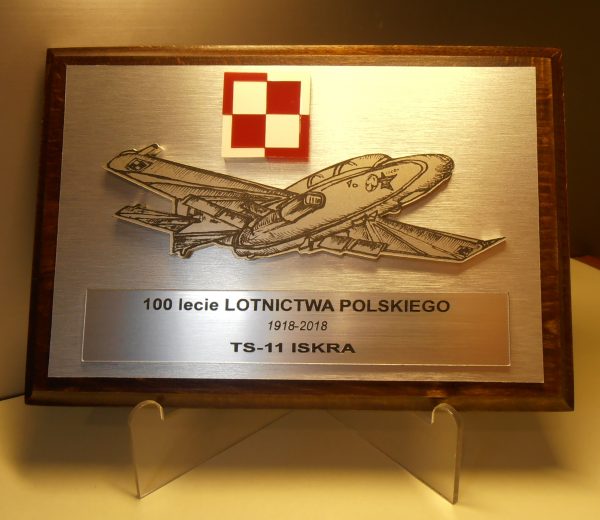 100 lecie LOTNICTWA POLSKIEGO
1918-2018
TS-11 ISKRA